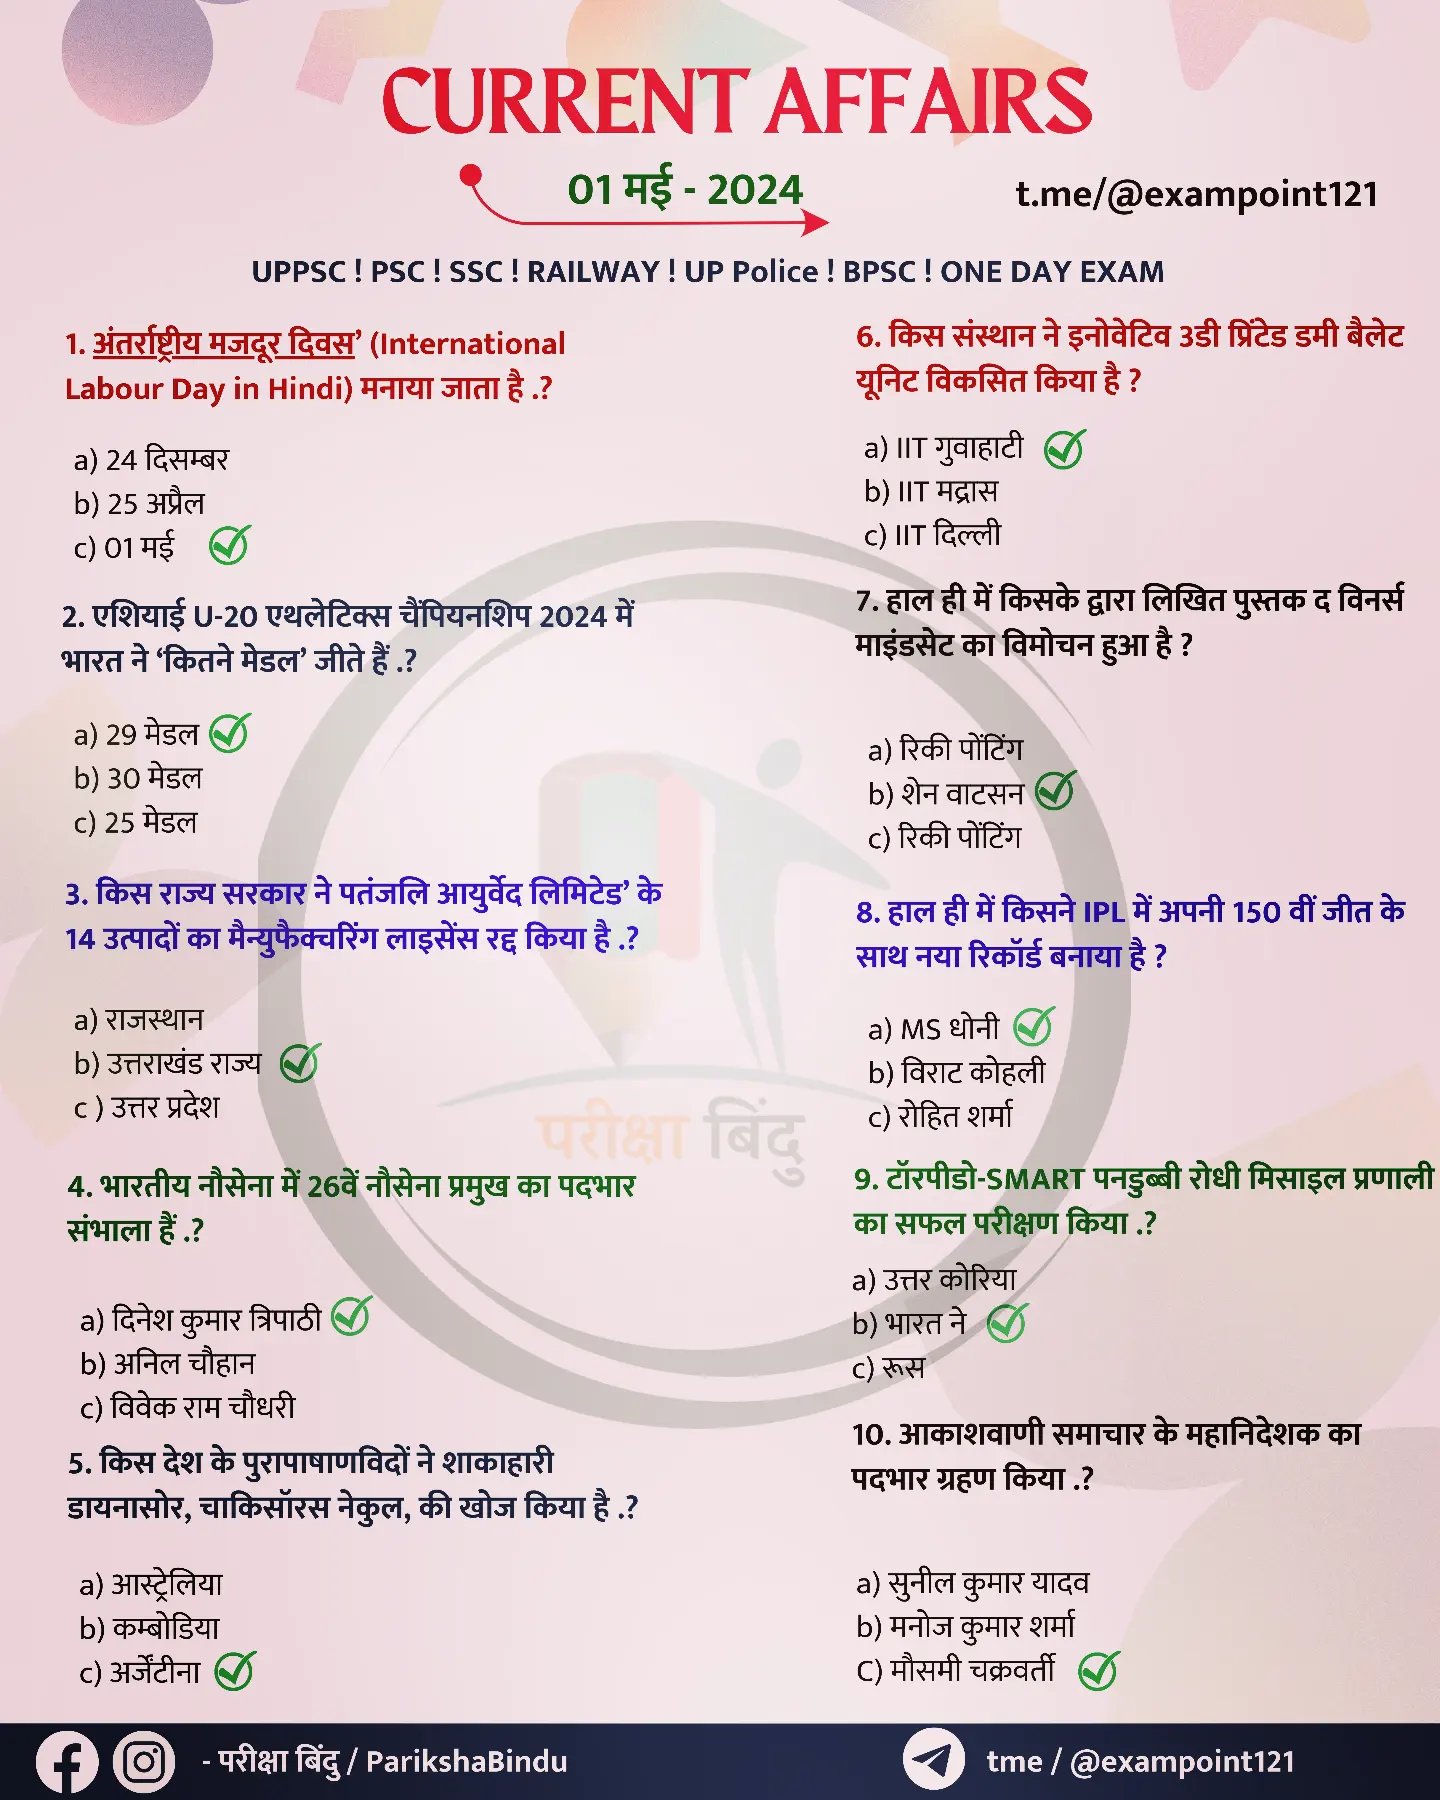 CURRENT AFFAIRS
01 मई - 2024
t.me/@exampoint121
UPPSC ! PSC ! SSC ! RAILWAY ! UP Police ! BPSC ! ONE DAY EXAM
1. अंतर्राष्ट्रीय मजदूर दिवस’ (International
Labour Day in Hindi) मनाया जाता है .?
a) 24 दिसम्बर
b) 25 अप्रैल
c) 01 मई
2. एशियाई U-20 एथलेटिक्स चैंपियनशिप 2024 में
भारत ने ‘कितने मेडल’ जीते हैं .?
a) 29 मेडल
b) 30 मेडल
c) 25 मेडल
3. किस राज्य सरकार ने पतंजलि आयुर्वेद लिमिटेड’ के
14 उत्पादों का मैन्युफैक्चरिंग लाइसेंस रद्द किया है .?
a) राजस्थान
b) उत्तराखंड राज्य
c ) उत्तर प्रदेश
4. भारतीय नौसेना में 26वें नौसेना प्रमुख का पदभार
संभाला हैं .?
a) दिनेश कुमार त्रिपाठी
b) अनिल चौहान
c) विवेक राम चौधरी
5. किस देश के पुरापाषाणविदों ने शाकाहारी
डायनासोर, चाकिसॉरस नेकुल, की खोज किया है .?
a) आस्ट्रेलिया
b) कम्बोडिया
c) अर्जेंटीना
6. किस संस्थान ने इनोवेटिव 3डी प्रिंटेड डमी बैलेट
यूनिट विकसित किया है ?
a) IIT गुवाहाटी
b) IIT मद्रास
c) IIT दिल्ली
7. हाल ही में किसके द्वारा लिखित पुस्तक द विनर्स
माइंडसेट का विमोचन हुआ है ?
a) रिकी पोंटिंग
b) शेन वाटसन
c) रिकी पोंटिंग
8. हाल ही में किसने IPL में अपनी 150 वीं जीत के
साथ नया रिकॉर्ड बनाया है ?
a) MS धोनी
b) विराट कोहली
c) रोहित शर्मा
9. टॉरपीडो-SMART पनडुब्बी रोधी मिसाइल प्रणाली
का सफल परीक्षण किया .?
a) उत्तर कोरिया
b) भारत ने
c) रूस
10. आकाशवाणी समाचार के महानिदेशक का
पदभार ग्रहण किया .?
a) सुनील कुमार यादव
b) मनोज कुमार शर्मा
C) मौसमी चक्रवर्ती
परीक्षा बिंदु
- परीक्षा बिंदु / ParikshaBindu
tme / @exampoint121